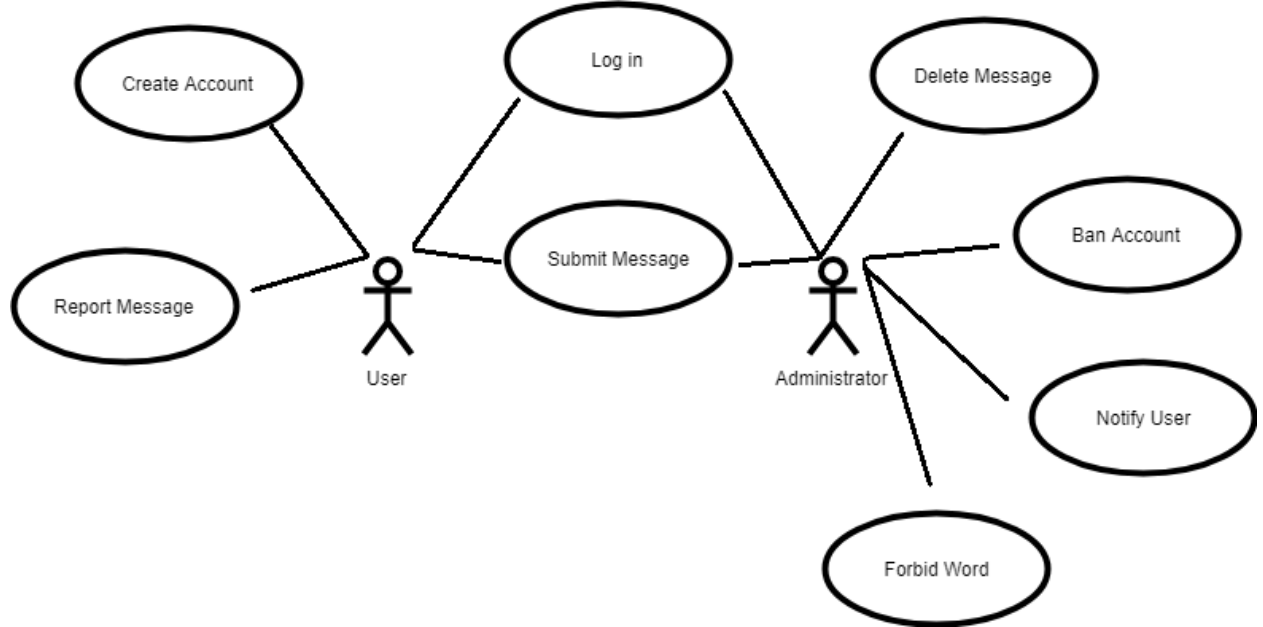 Log in
Create Account
Delete Message
Ban Account
Submit Message
Report Message
User
Administrator
Notify User
Forbid Word